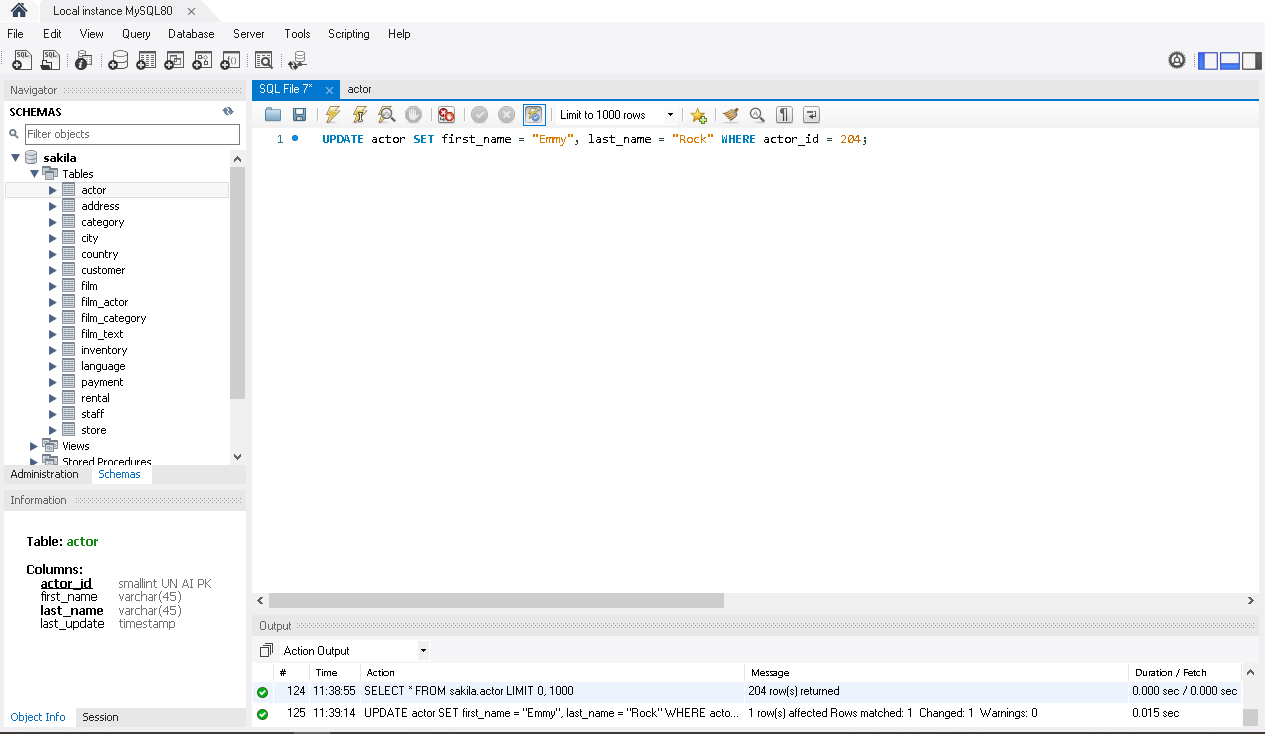 Local instance MySQL80
File Edit View Query Database Server Tools Scripting Help
Navigator
SCHEMAS
Filter objects
sakila
Tables
actor
address
category
city
country
customer
film
film_actor
film_category
film_text
inventory
language
payment
rental
staff
store
Views
Stored Procedures
Administration Schemas
Information
Table: actor
Columns:
actor_id smallint UN AI PK
first_name varchar(45)
last_name varchar(45)
last_update timestamp
Object Info Session
SQL File 7* actor
Limit to 1000 rows
1 UPDATE actor SET first_name = "Emmy", last_name = "Rock" WHERE actor_id = 204;
Output
Action Output
# Time Action Message Duration / Fetch
124 11:38:55 SELECT * FROM sakila.actor LIMIT 0, 1000 204 row(s) returned 0.000 sec / 0.000 sec
125 11:39:14 UPDATE actor SET first_name = "Emmy", last_name = "Rock" WHERE acto... 1 row(s) affected Rows matched: 1 Changed: 1 Warnings: 0 0.015 sec